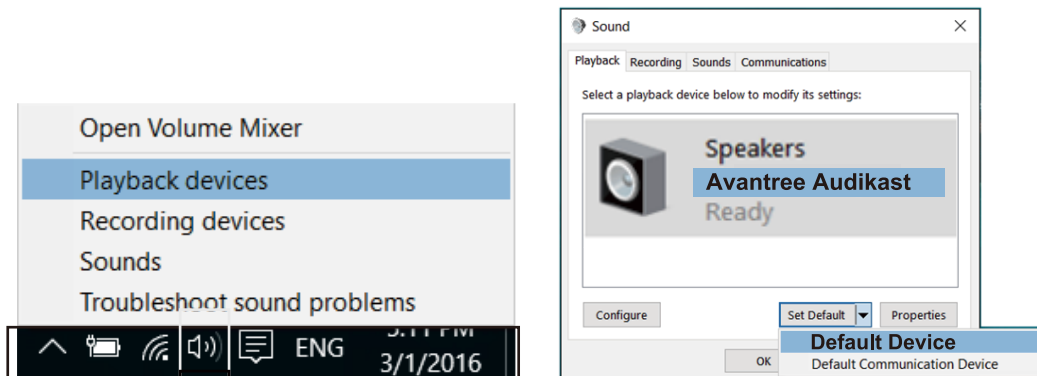 Open Volume Mixer
Playback devices
Recording devices
Sounds
Troubleshoot sound problems
ENG
3/1/2016
Sound
Playback Recording Sounds Communications
Select a playback device below to modify its settings:
Speakers
Avantree Audikast
Ready
Configure Set Default Properties
OK
Default Device
Default Communication Device